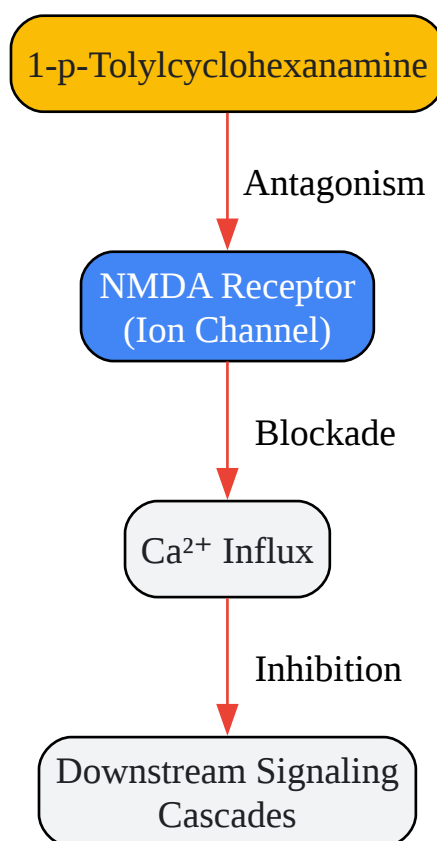 1-p-Tolylcyclohexanamine
Antagonism
NMDA Receptor
(Ion Channel)
Blockade
Ca²⁺ Influx
Inhibition
Downstream Signaling
Cascades